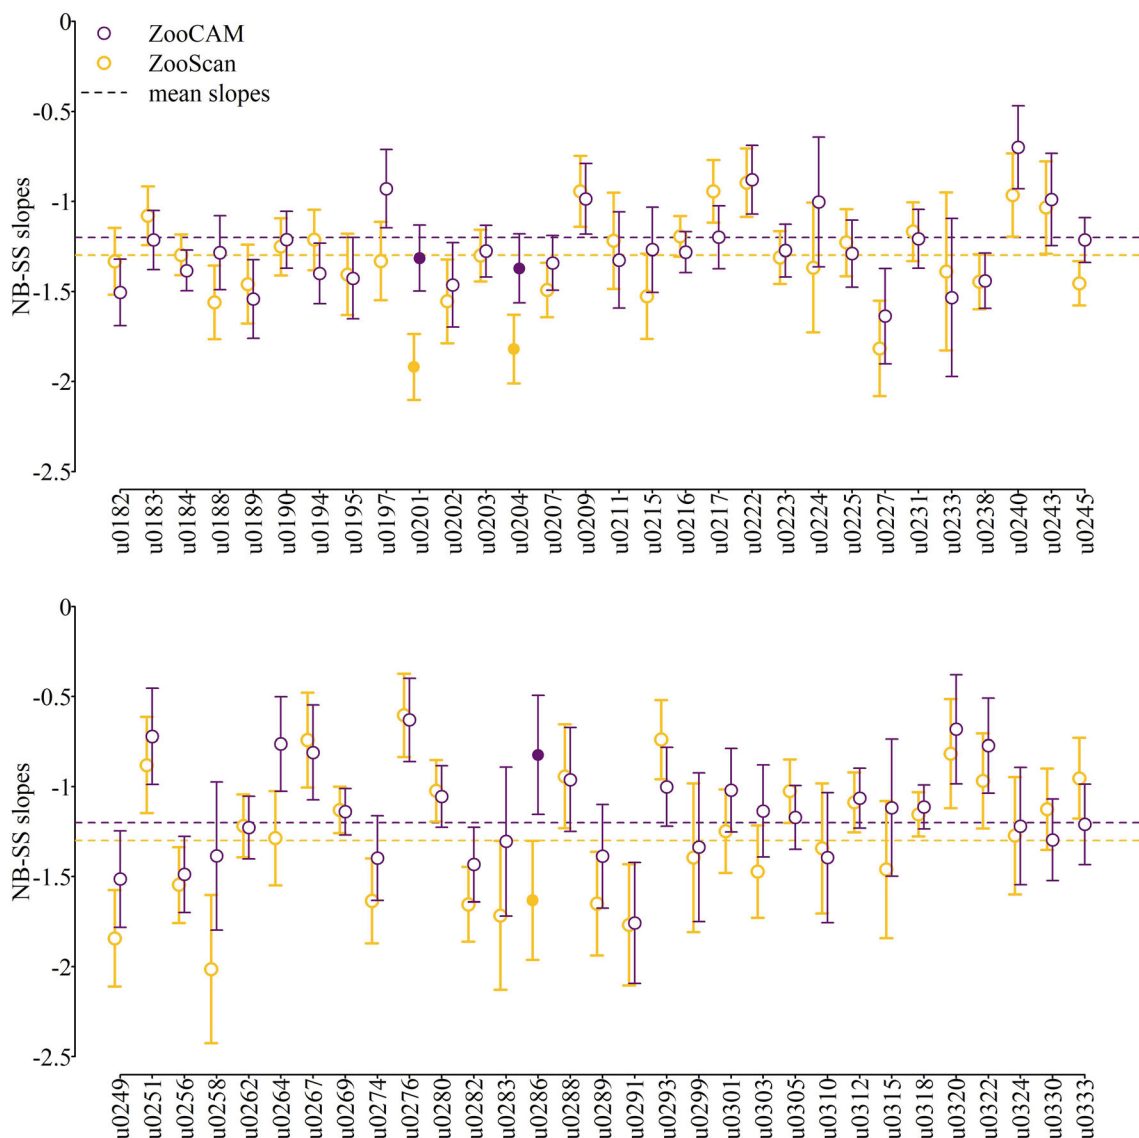 0
ZooCAM
ZooScan
mean slopes
-0.5
-1
-1.5
-2
-2.5
NB-SS slopes
u0182 u0183 u0184 u0188 u0189 u0190 u0194 u0195 u0197 u0201 u0202 u0203 u0204 u0207 u0209 u0211 u0215 u0216 u0217 u0222 u0223 u0224 u0225 u0227 u0231 u0233 u0238 u0240 u0243 u0245
0
-0.5
-1
-1.5
-2
-2.5
NB-SS slopes
u0249 u0251 u0256 u0258 u0262 u0264 u0267 u0269 u0274 u0276 u0280 u0282 u0283 u0286 u0288 u0289 u0291 u0293 u0299 u0301 u0303 u0305 u0310 u0312 u0315 u0318 u0320 u0322 u0324 u0330 u0333